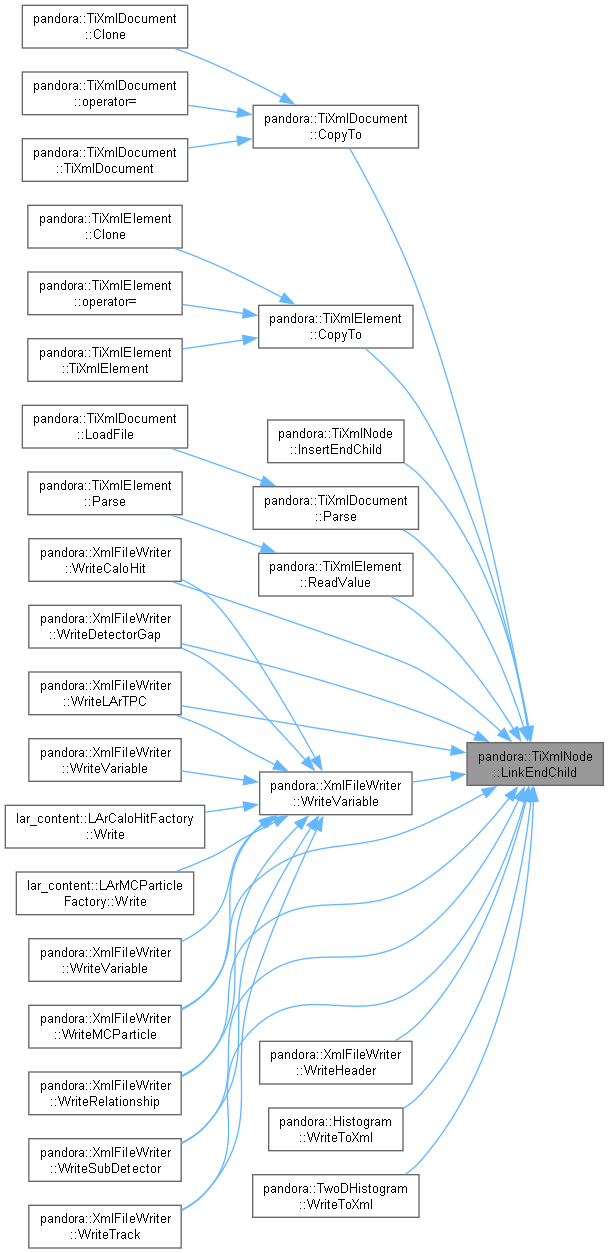 pandora::TiXmlDocument
::Clone
pandora::TiXmlDocument
::operator=
pandora::TiXmlDocument
::TiXmlDocument
pandora::TiXmlDocument
::CopyTo
pandora::TiXmlElement
::Clone
pandora::TiXmlElement
::operator=
pandora::TiXmlElement
::TiXmlElement
pandora::TiXmlElement
::CopyTo
pandora::TiXmlDocument
::LoadFile
pandora::TiXmlNode
::InsertEndChild
pandora::TiXmlElement
::Parse
pandora::TiXmlDocument
::Parse
pandora::XmlFileWriter
::WriteCaloHit
pandora::TiXmlElement
::ReadValue
pandora::XmlFileWriter
::WriteDetectorGap
pandora::XmlFileWriter
::WriteLArTPC
pandora::XmlFileWriter
::WriteVariable
pandora::XmlFileWriter
::WriteVariable
pandora::TiXmlNode
::LinkEndChild
lar_content::LArCaloHitFactory
::Write
lar_content::LArMCParticle
Factory::Write
pandora::XmlFileWriter
::WriteVariable
pandora::XmlFileWriter
::WriteMCParticle
pandora::XmlFileWriter
::WriteRelationship
pandora::XmlFileWriter
::WriteSubDetector
pandora::XmlFileWriter
::WriteTrack
pandora::XmlFileWriter
::WriteHeader
pandora::Histogram
::WriteToXml
pandora::TwoDHistogram
::WriteToXml